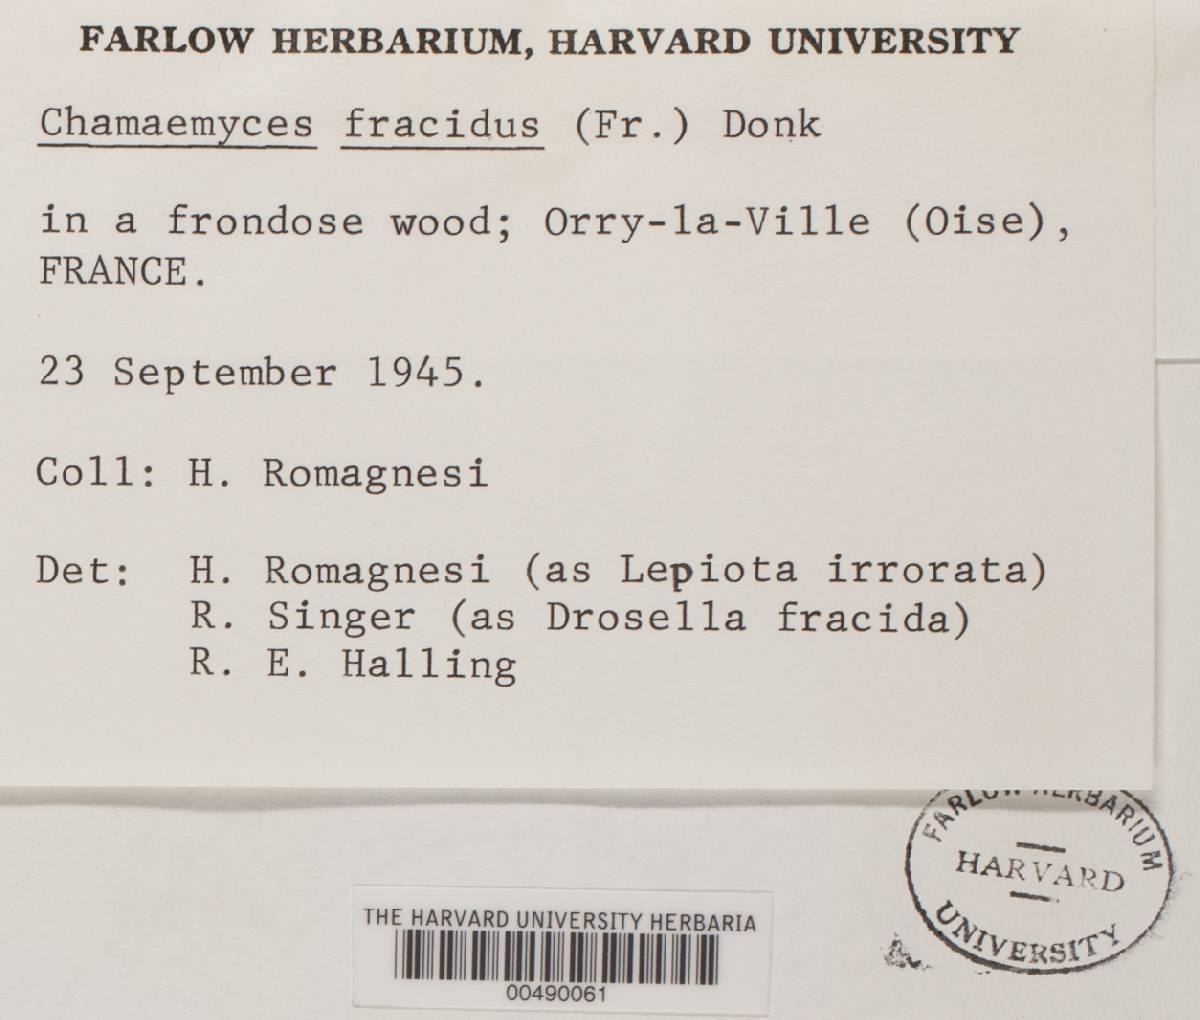 FARLOW HERBARIUM, HARVARD UNIVERSITY
Chamaemyces fracidus (Fr.) Donk
in a frondose wood; Orry-la-Ville (Oise),
FRANCE.
23 September 1945.
Coll: H. Romagnesi
Det: H. Romagnesi (as Lepiota irrorata)
R. Singer (as Drosella fracida)
R. E. Halling
FARLOW HERBARIUM
HARVARD
UNIVERSITY
THE HARVARD UNIVERSITY HERBARIA
00490061